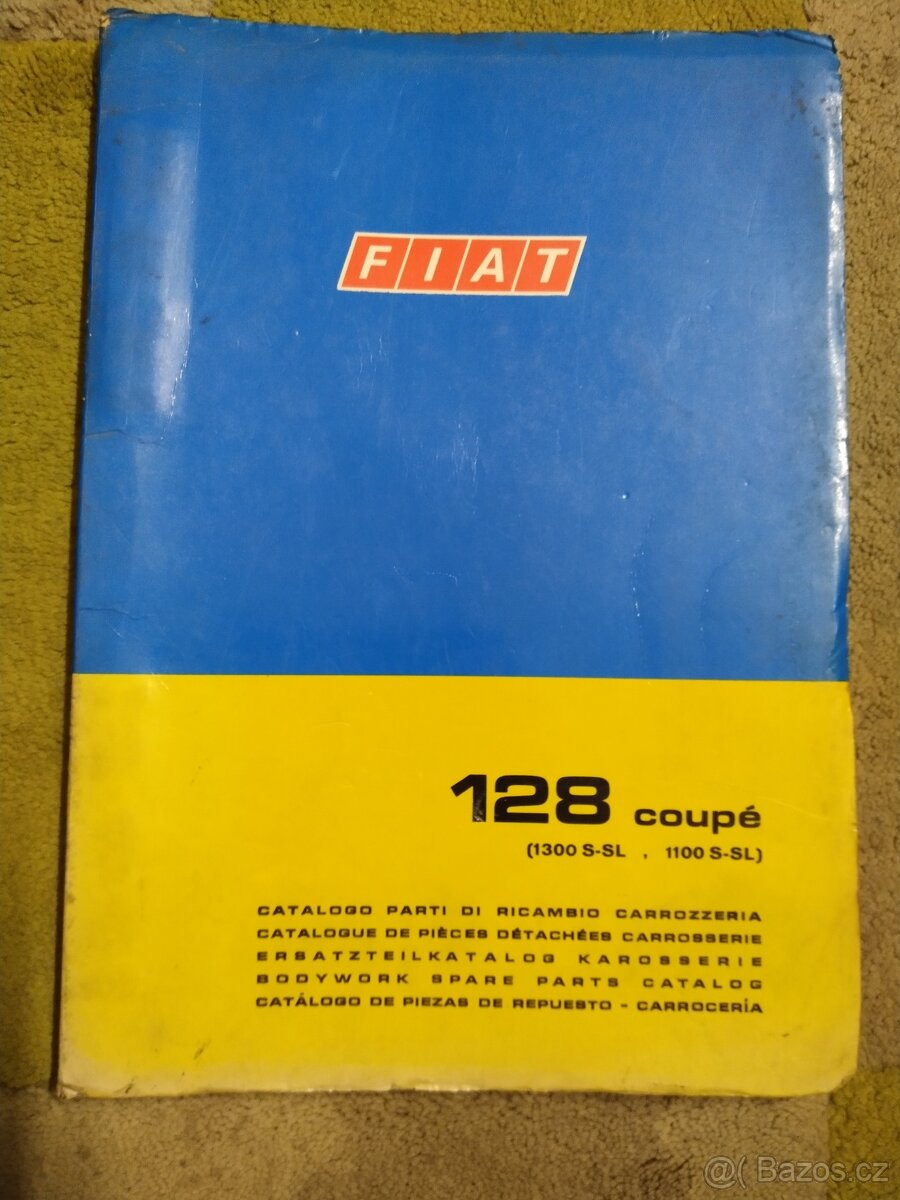 FIAT
128 coupé
(1300 S-SL , 1100 S-SL)
CATALOGO PARTI DI RICAMBIO CARROZZERIA
CATALOGUE DE PIÈCES DÉTACHÉES CARROSSERIE
ERSATZTEILKATALOG KAROSSERIE
BODYWORK SPARE PARTS CATALOG
CATÁLOGO DE PIEZAS DE REPUESTO - CARROCERÍA
Bazos.cz